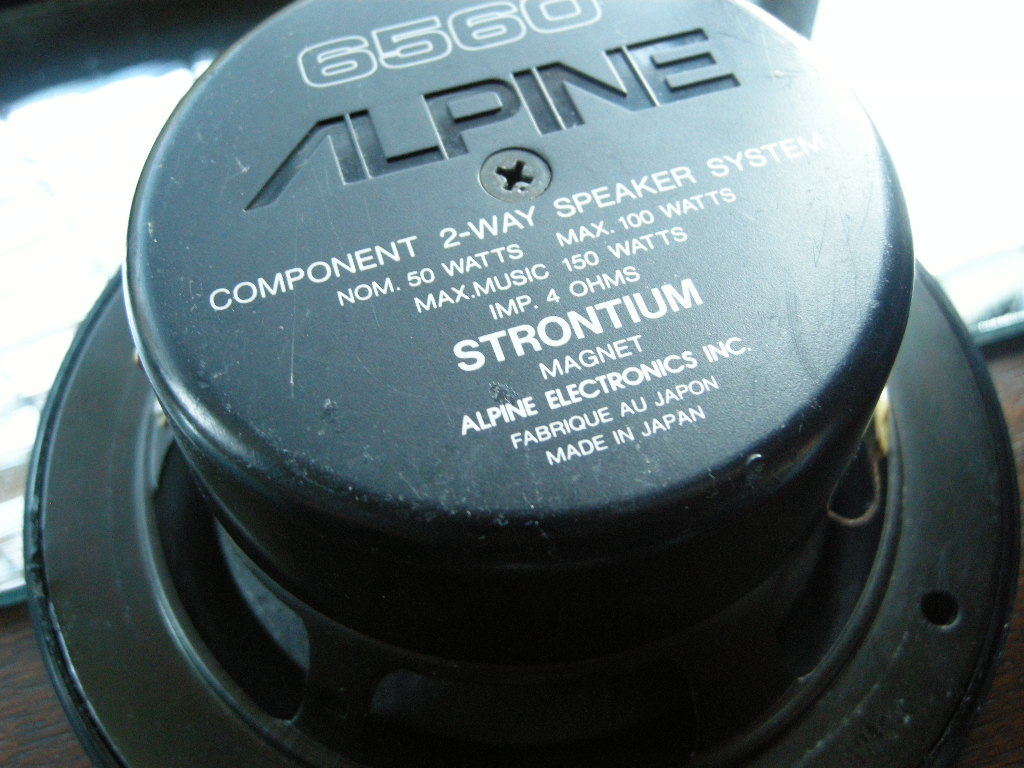 6560
ALPINE
COMPONENT 2-WAY SPEAKER SYSTEM
NOM. 50 WATTS MAX. 100 WATTS
MAX.MUSIC 150 WATTS
IMP. 4 OHMS
STRONTIUM
MAGNET
ALPINE ELECTRONICS INC.
FABRIQUE AU JAPON
MADE IN JAPAN